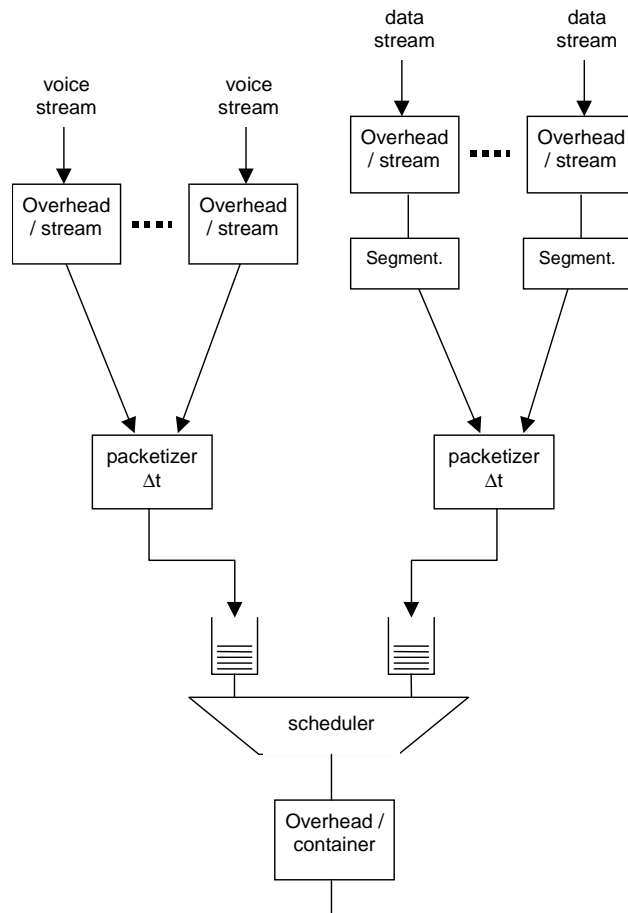 data
stream
data
stream
voice
stream
voice
stream
Overhead
/ stream
Overhead
/ stream
Overhead
/ stream
Overhead
/ stream
Segment.
Segment.
packetizer
Δt
packetizer
Δt
scheduler
Overhead /
container